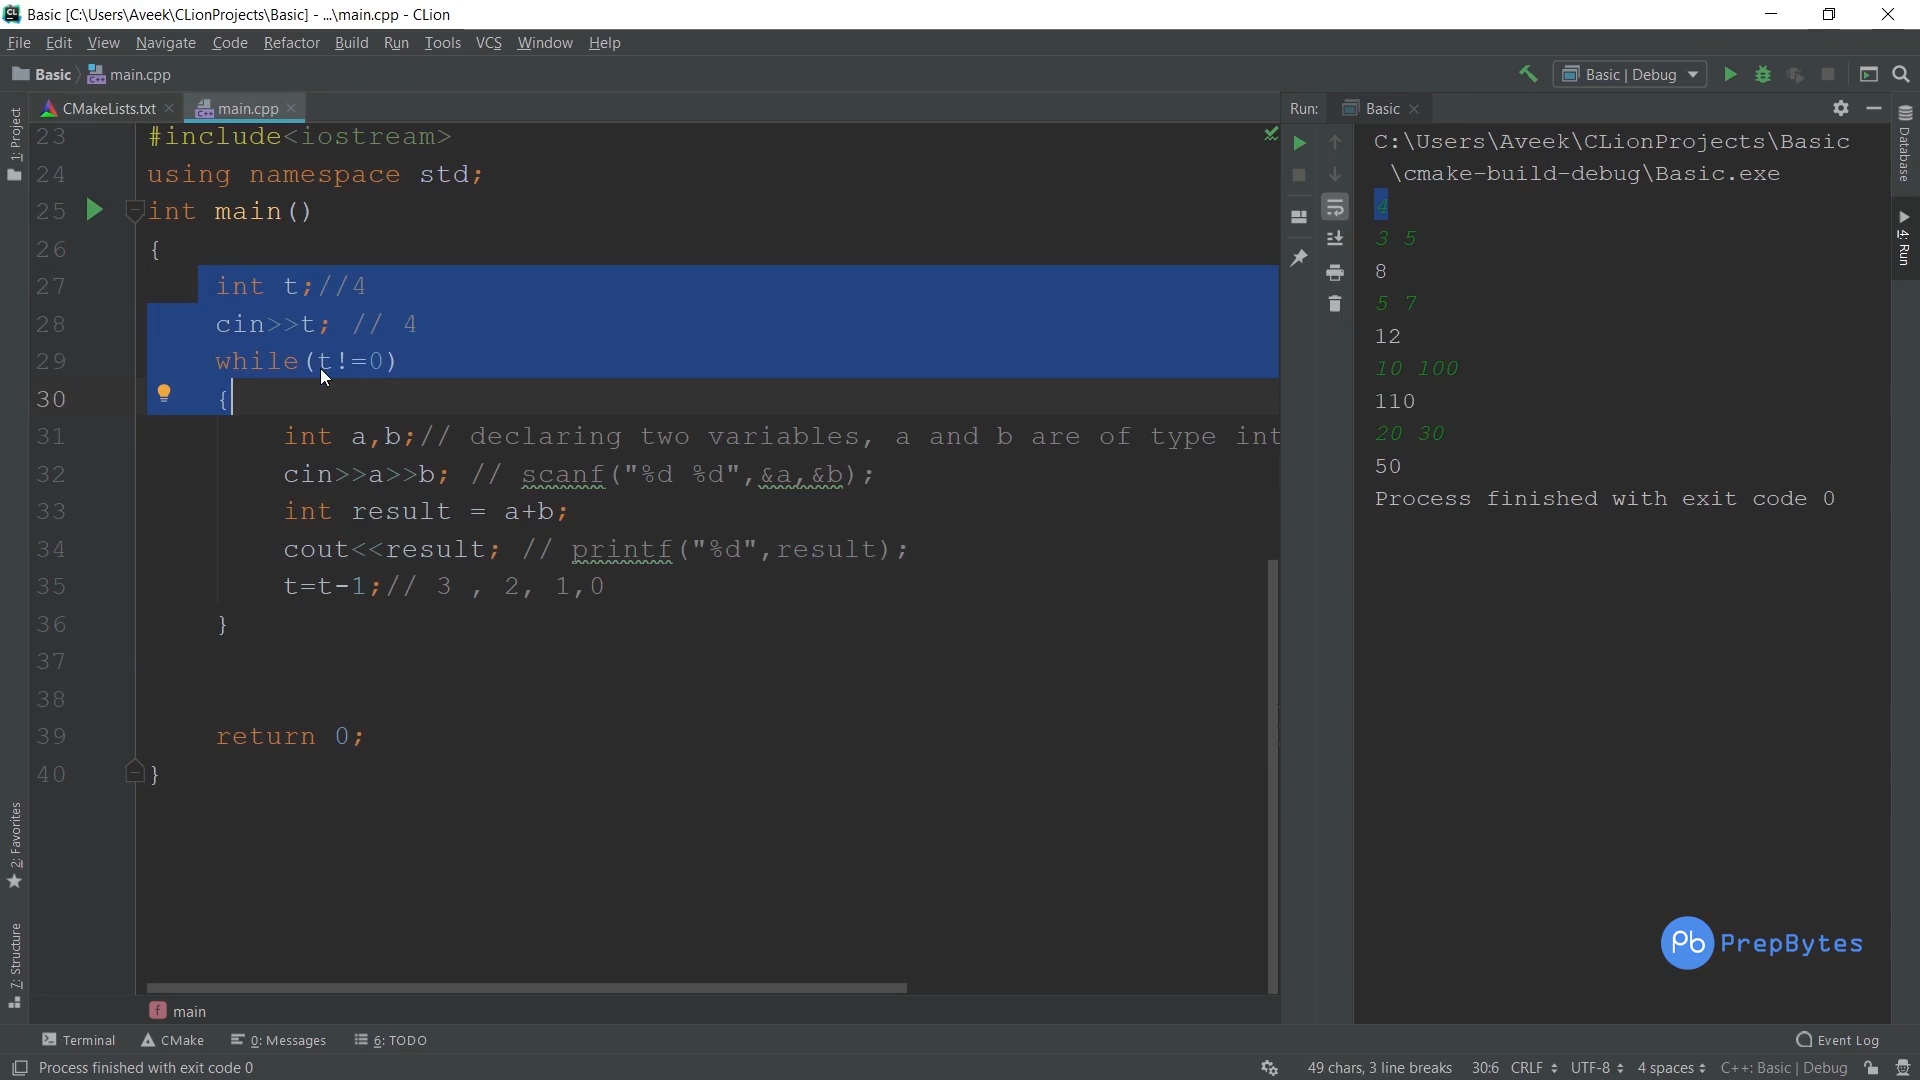 Basic [C:\Users\Aveek\CLionProjects\Basic] - ...\main.cpp - CLion
File Edit View Navigate Code Refactor Build Run Tools VCS Window Help
Basic main.cpp Basic | Debug
CMakeLists.txt main.cpp
Run: Basic
1: Project
2: Favorites
7: Structure
23 #include<iostream>
24 using namespace std;
25 int main()
26 {
27 int t;//4
28 cin>>t; // 4
29 while(t!=0)
30 {
31 int a,b;// declaring two variables, a and b are of type int
32 cin>>a>>b; // scanf("%d %d",&a,&b);
33 int result = a+b;
34 cout<<result; // printf("%d",result);
35 t=t-1;// 3 , 2, 1,0
36 }
37
38
39 return 0;
40 }
f main
C:\Users\Aveek\CLionProjects\Basic
\cmake-build-debug\Basic.exe
4
3 5
8
5 7
12
10 100
110
20 30
50
Process finished with exit code 0
Pb PrepBytes
Database
4: Run
Terminal CMake 0: Messages 6: TODO Event Log
Process finished with exit code 0 49 chars, 3 line breaks 30:6 CRLF UTF-8 4 spaces C++: Basic | Debug